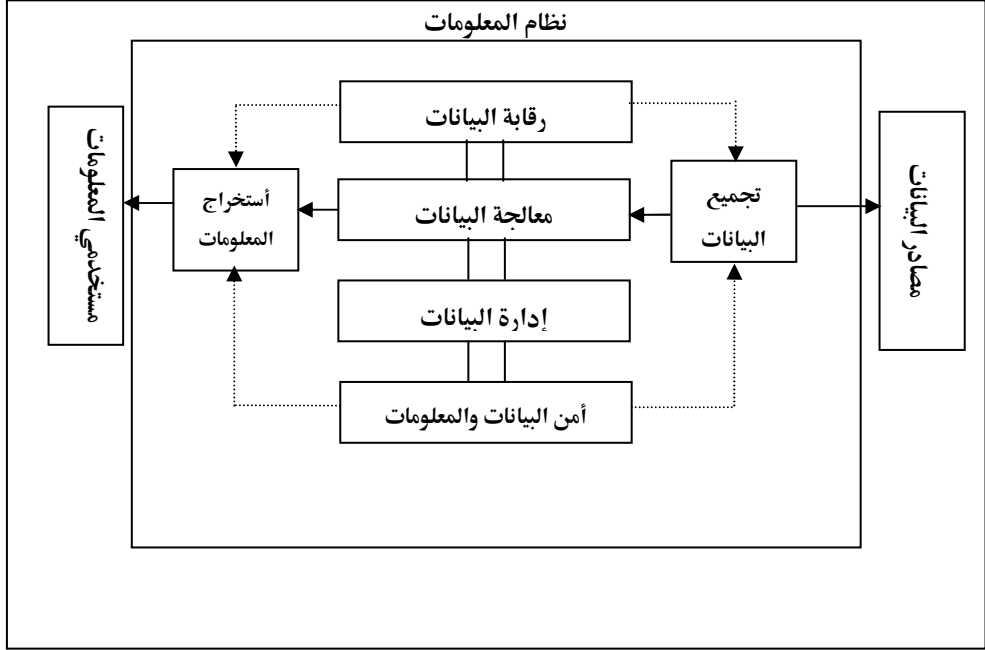 نظام المعلومات
رقابة البيانات
مصادر البيانات
تجميع
البيانات
معالجة البيانات
أستخراج
المعلومات
مستخدمي المعلومات
إدارة البيانات
أمن البيانات والمعلومات